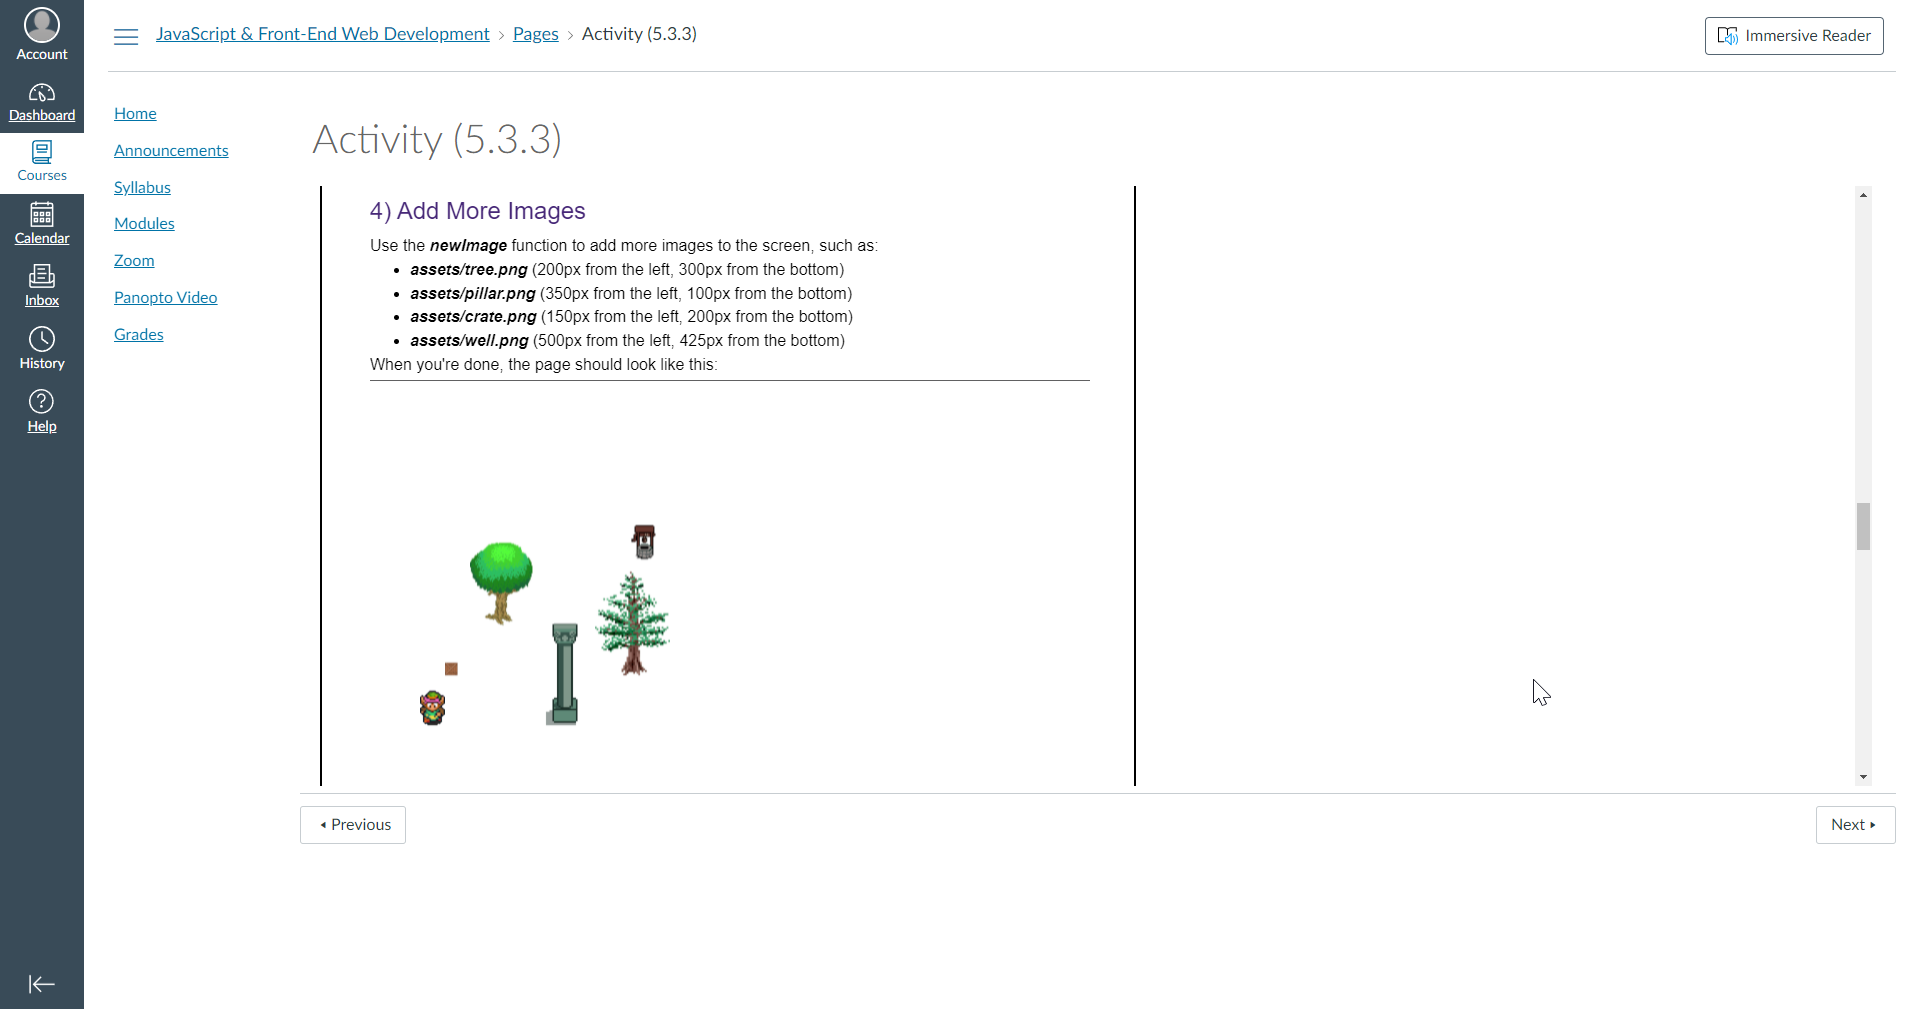 Account
Dashboard
Courses
Calendar
Inbox
History
Help
JavaScript & Front-End Web Development › Pages › Activity (5.3.3)
Immersive Reader
Home
Announcements
Syllabus
Modules
Zoom
Panopto Video
Grades
Activity (5.3.3)
4) Add More Images
Use the newImage function to add more images to the screen, such as:
• assets/tree.png (200px from the left, 300px from the bottom)
• assets/pillar.png (350px from the left, 100px from the bottom)
• assets/crate.png (150px from the left, 200px from the bottom)
• assets/well.png (500px from the left, 425px from the bottom)
When you're done, the page should look like this:
Previous
Next